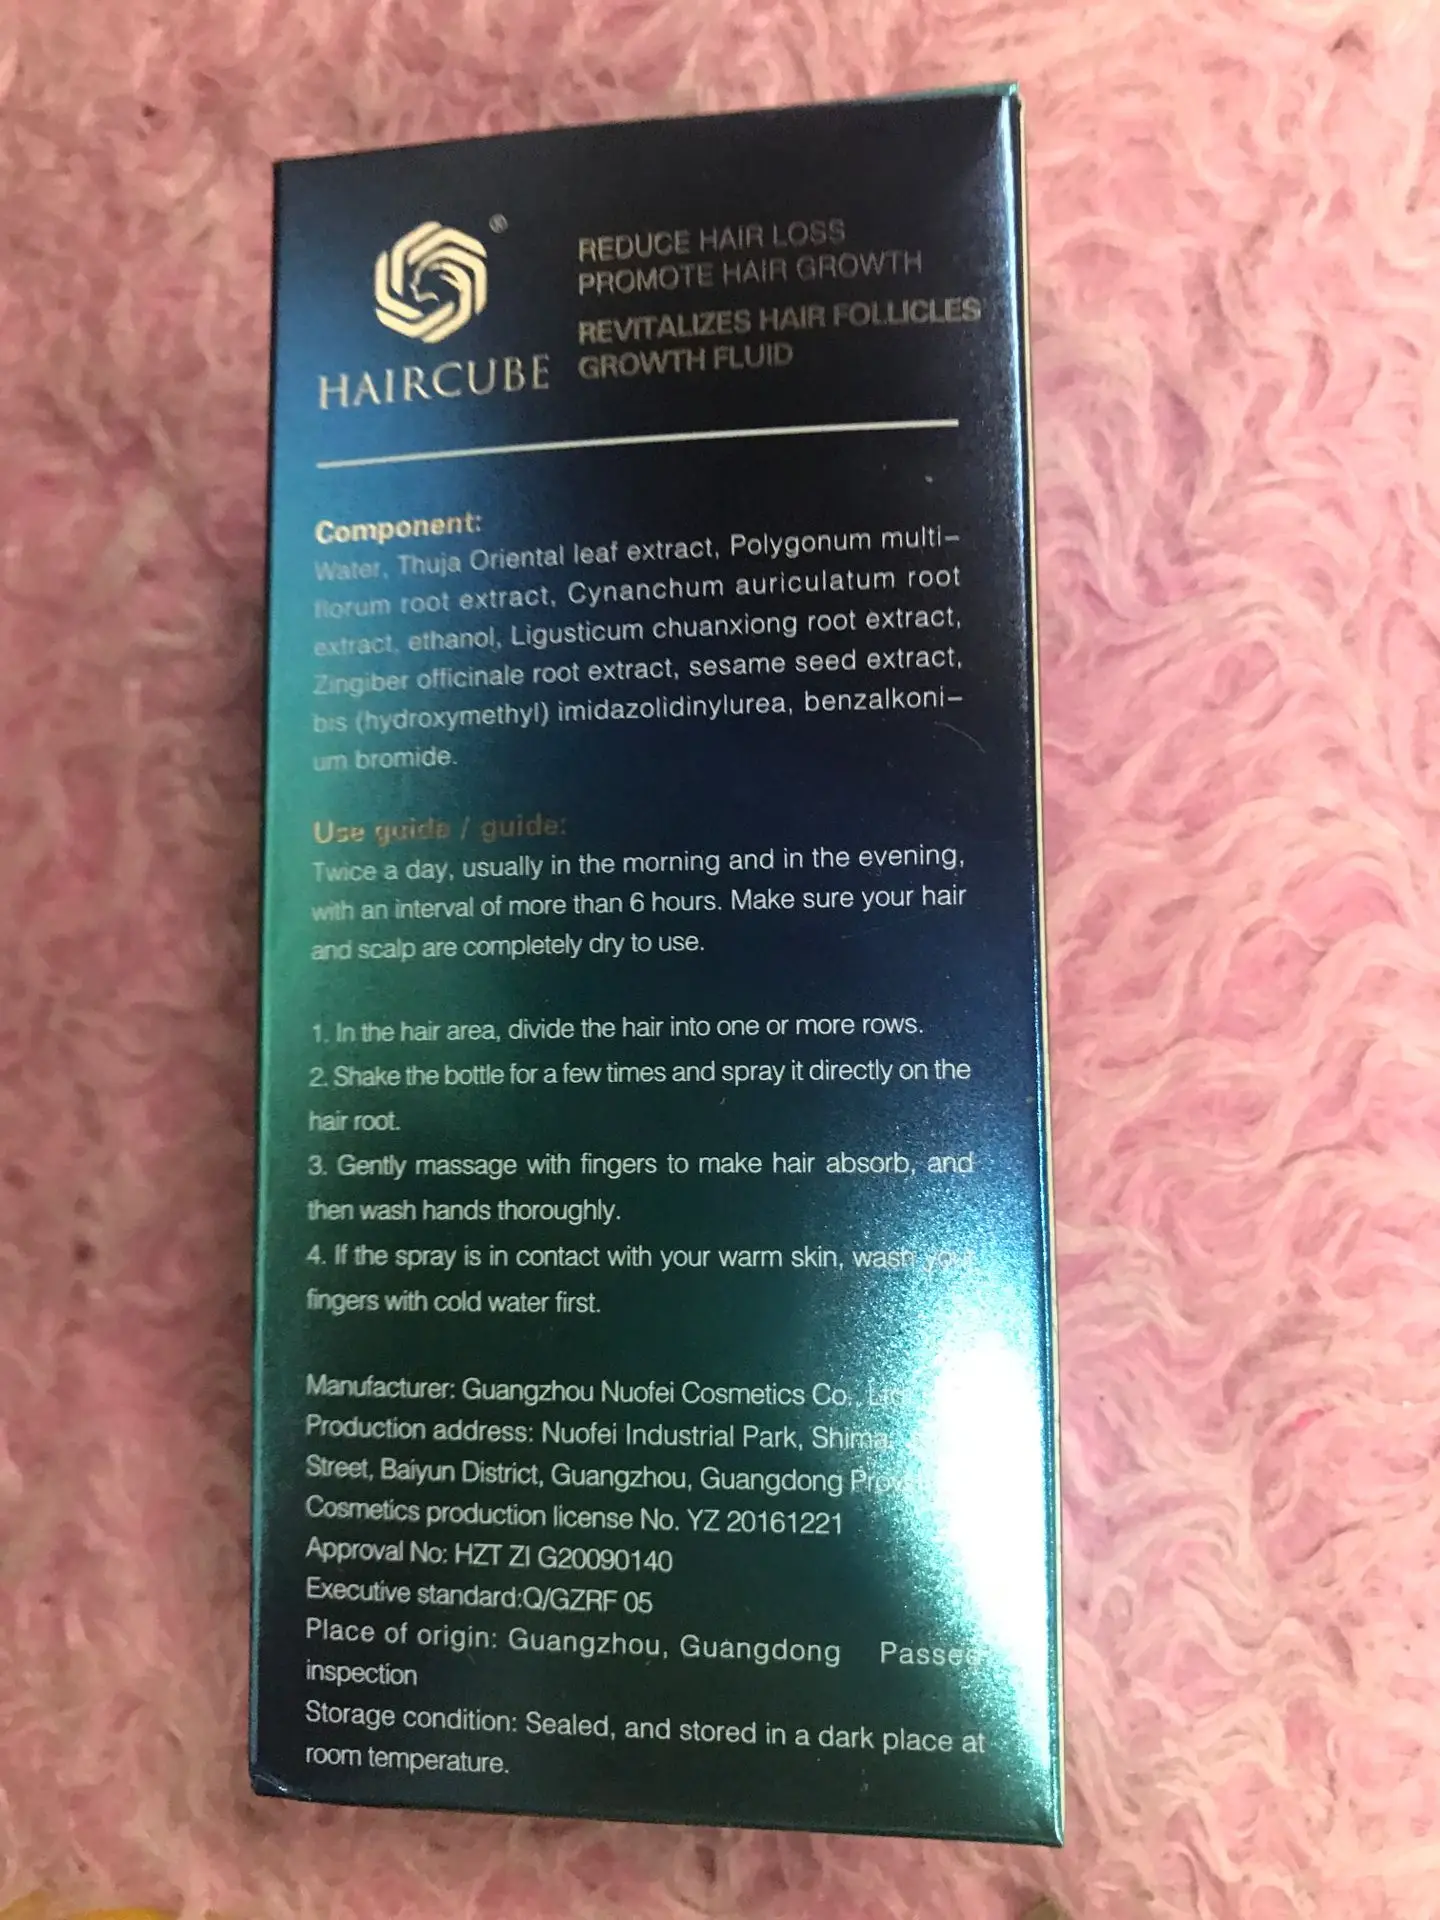 ®
HAIRCUBE
REDUCE HAIR LOSS
PROMOTE HAIR GROWTH
REVITALIZES HAIR FOLLICLES
GROWTH FLUID
Component:
Water, Thuja Oriental leaf extract, Polygonum multi-
florum root extract, Cynanchum auriculatum root
extract, ethanol, Ligusticum chuanxiong root extract,
Zingiber officinale root extract, sesame seed extract,
bis (hydroxymethyl) imidazolidinylurea, benzalkoni-
um bromide.
Use guide / guide:
Twice a day, usually in the morning and in the evening,
with an interval of more than 6 hours. Make sure your hair
and scalp are completely dry to use.
1. In the hair area, divide the hair into one or more rows.
2. Shake the bottle for a few times and spray it directly on the
hair root.
3. Gently massage with fingers to make hair absorb, and
then wash hands thoroughly.
4. If the spray is in contact with your warm skin, wash your
fingers with cold water first.
Manufacturer: Guangzhou Nuofei Cosmetics Co., Ltd
Production address: Nuofei Industrial Park,
Street, Baiyun District, Guangzhou, Guangdong
Cosmetics production license No. YZ 20161221
Approval No: HZT ZI G20090140
Executive standard:Q/GZRF 05
Place of origin: Guangzhou, Guangdong Passed
inspection
Storage condition: Sealed, and stored in a dark place at
room temperature.